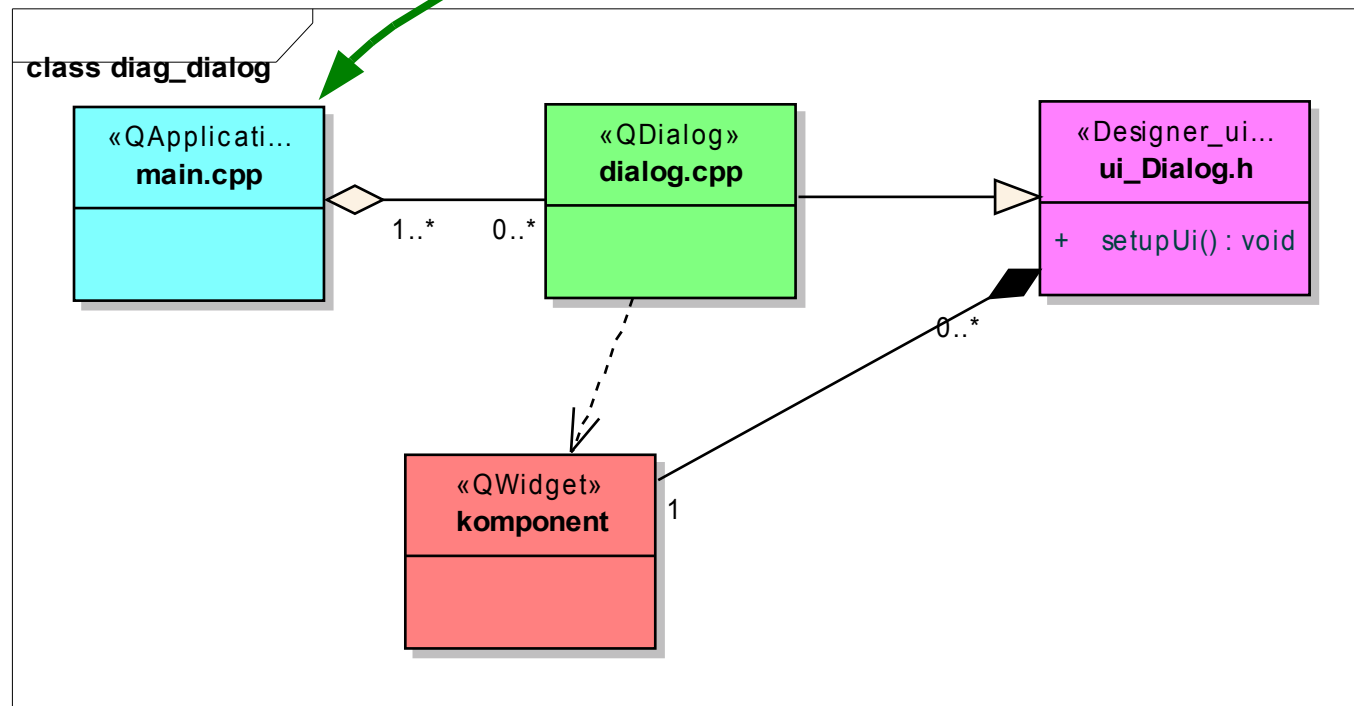 class diag_dialog
«QApplicati...
main.cpp
1..*
0..*
«QDialog»
dialog.cpp
«Designer_ui...
ui_Dialog.h
+ setupUi() : void
0..*
«QWidget»
komponent
1